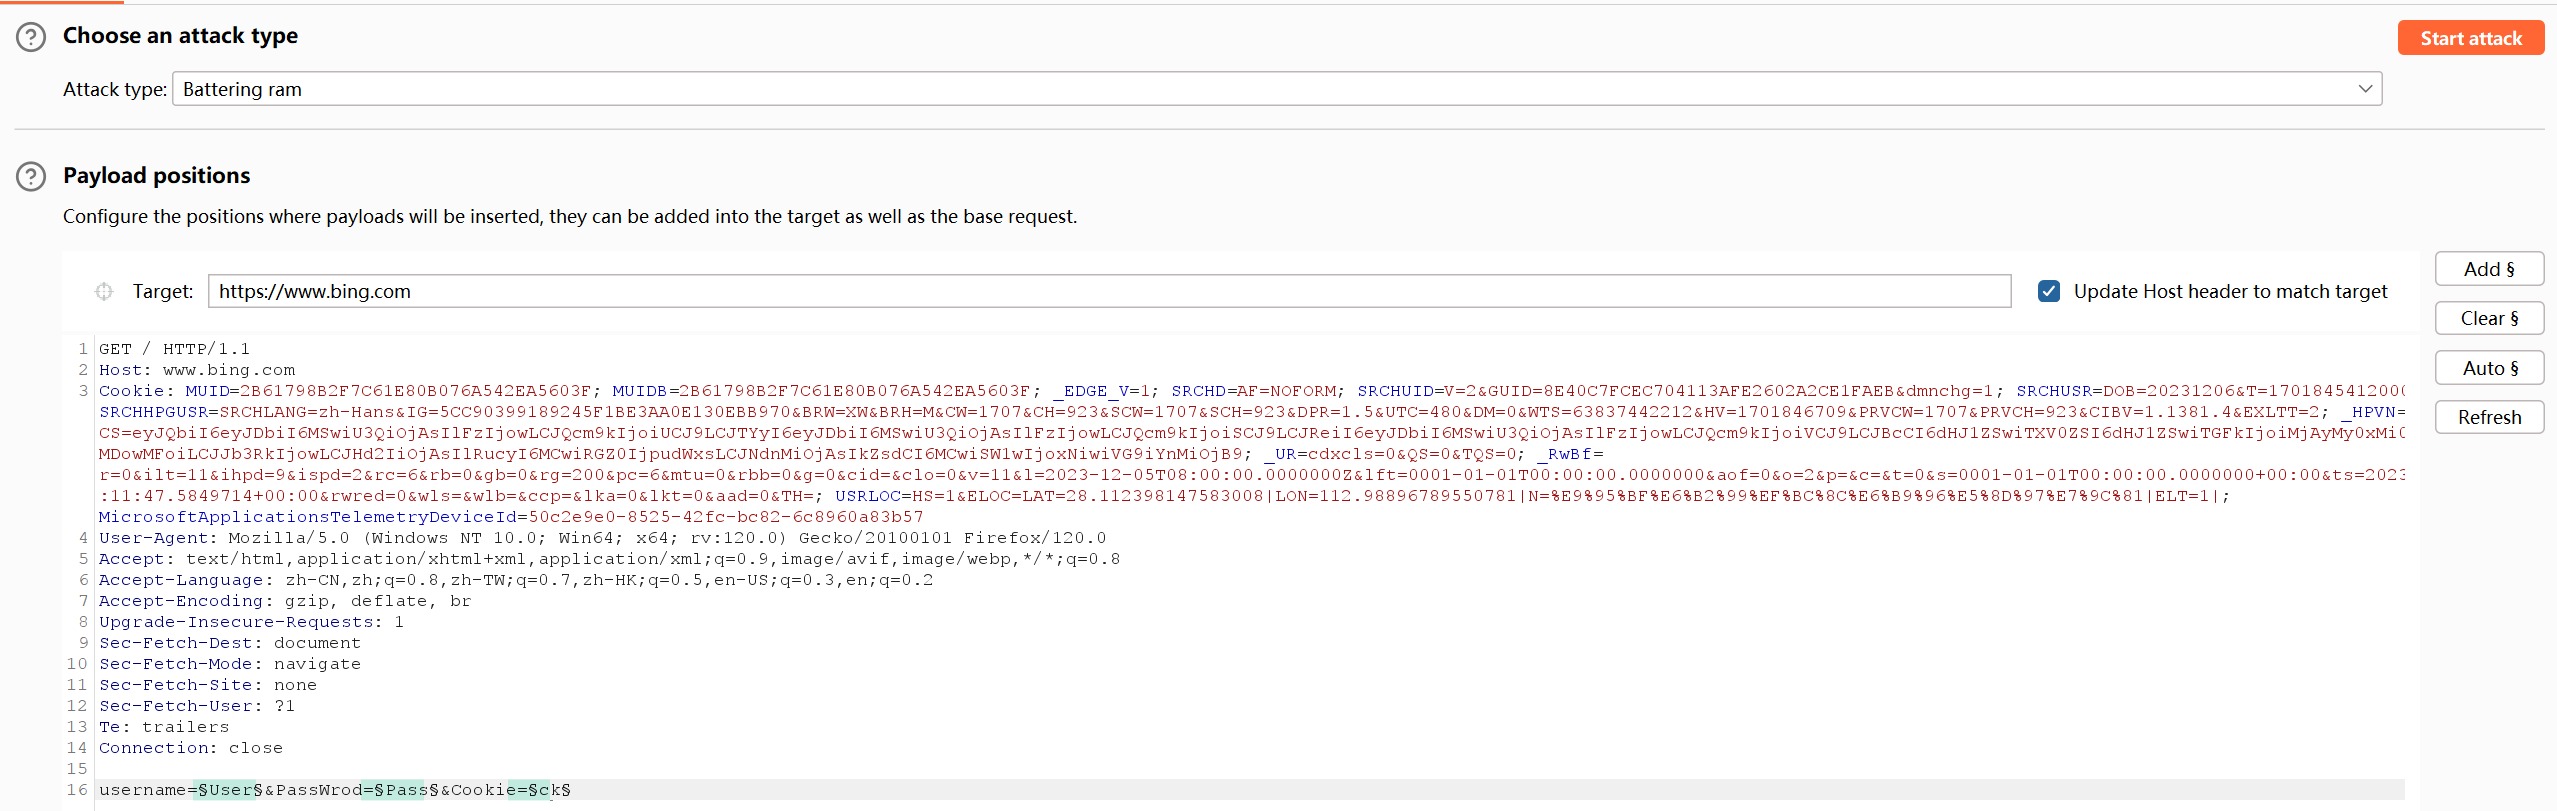 Choose an attack type
Start attack
Attack type: Battering ram
Payload positions
Configure the positions where payloads will be inserted, they can be added into the target as well as the base request.
Target: https://www.bing.com
Update Host header to match target
Add §
Clear §
Auto §
Refresh
1 GET / HTTP/1.1
2 Host: www.bing.com
3 Cookie: MUID=2B61798B2F7C61E80B076A542EA5603F; MUIDB=2B61798B2F7C61E80B076A542EA5603F; _EDGE_V=1; SRCHD=AF=NOFORM; SRCHUID=V=2&GUID=8E40C7FCEC704113AFE2602A2CE1FAEB&dmnchg=1; SRCHUSR=DOB=20231206&T=1701845412000
SRCHHPGUSR=SRCHLANG=zh-Hans&IG=5CC90399189245F1BE3AA0E130EBB970&BRW=XW&BRH=M&CW=1707&CH=923&SCW=1707&SCH=923&DPR=1.5&UTC=480&DM=0&WTS=63837442212&HV=1701846709&PRVCW=1707&PRVCH=923&CIBV=1.1381.4&EXLTT=2; _HPVN=
CS=eyJQbiI6eyJDbiI6MSwiU3QiOjAsIlFzIjowLCJQcm9kIjoiUCJ9LCJTYyI6eyJDbiI6MSwiU3QiOjAsIlFzIjowLCJQcm9kIjoiSCJ9LCJReiI6eyJDbiI6MSwiU3QiOjAsIlFzIjowLCJQcm9kIjoiVCJ9LCJBcCI6dHJ1ZSwiTXV0ZSI6dHJ1ZSwiTGFkIjoiMjAyMy0xMi0
MDowMFoiLCJJb3RkIjowLCJHd2IiOjAsIlRucyI6MCwiRGZ0IjpudWxsLCJNdnMiOjAsIkZsdCI6MCwiSW1wIjoxNiwiVG9iYnMiOjB9; _UR=cdxcls=0&QS=0&TQS=0; _RwBf=
r=0&ilt=11&ihpd=9&ispd=2&rc=6&rb=0&gb=0&rg=200&pc=6&mtu=0&rbb=0&g=0&cid=&clo=0&v=11&l=2023-12-05T08:00:00.0000000Z&lft=0001-01-01T00:00:00.0000000&aof=0&o=2&p=&c=&t=0&s=0001-01-01T00:00:00.0000000+00:00&ts=2023
:11:47.5849714+00:00&rwred=0&wls=&wlb=&ccp=&lka=0&lkt=0&aad=0&TH=; USRLOC=HS=1&ELOC=LAT=28.112398147583008|LON=112.98896789550781|N=%E9%95%BF%E6%B2%99%EF%BC%8C%E6%B9%96%E5%8D%97%E7%9C%81|ELT=1|;
MicrosoftApplicationsTelemetryDeviceId=50c2e9e0-8525-42fc-bc82-6c8960a83b57
4 User-Agent: Mozilla/5.0 (Windows NT 10.0; Win64; x64; rv:120.0) Gecko/20100101 Firefox/120.0
5 Accept: text/html,application/xhtml+xml,application/xml;q=0.9,image/avif,image/webp,*/*;q=0.8
6 Accept-Language: zh-CN,zh;q=0.8,zh-TW;q=0.7,zh-HK;q=0.5,en-US;q=0.3,en;q=0.2
7 Accept-Encoding: gzip, deflate, br
8 Upgrade-Insecure-Requests: 1
9 Sec-Fetch-Dest: document
10 Sec-Fetch-Mode: navigate
11 Sec-Fetch-Site: none
12 Sec-Fetch-User: ?1
13 Te: trailers
14 Connection: close
15
16 username=§User§&PassWrod=§Pass§&Cookie=§ck§